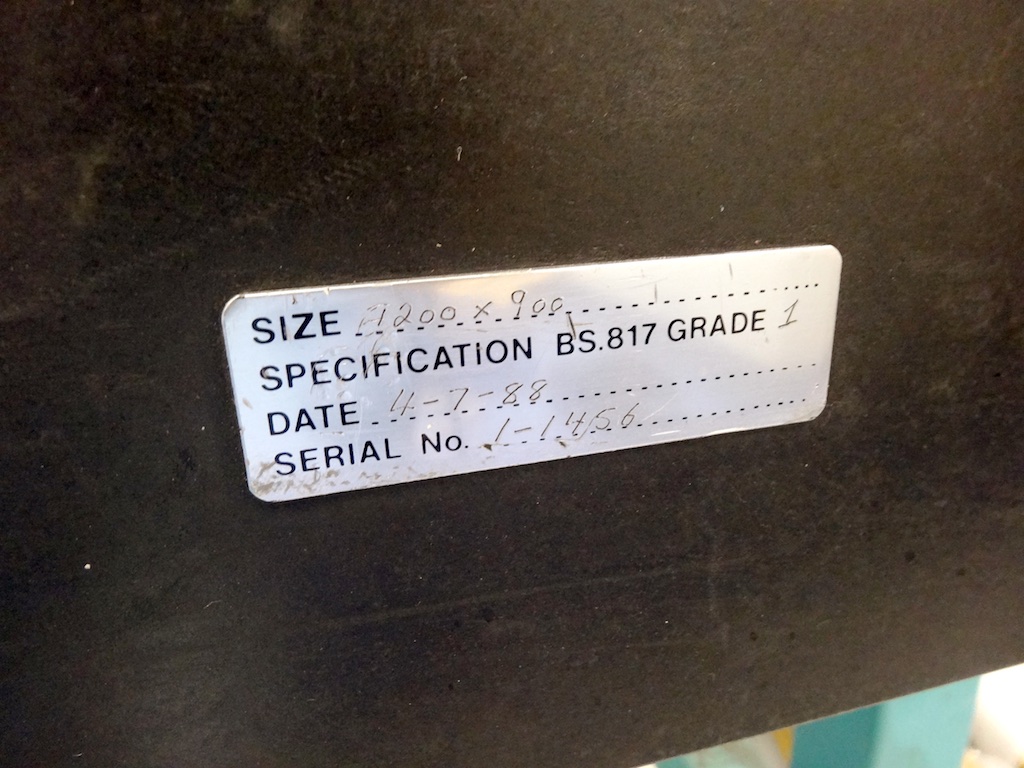 SIZE 1200 x 900
SPECIFICATION BS.817 GRADE 1
DATE 4-7-88
SERIAL No. 1-1456